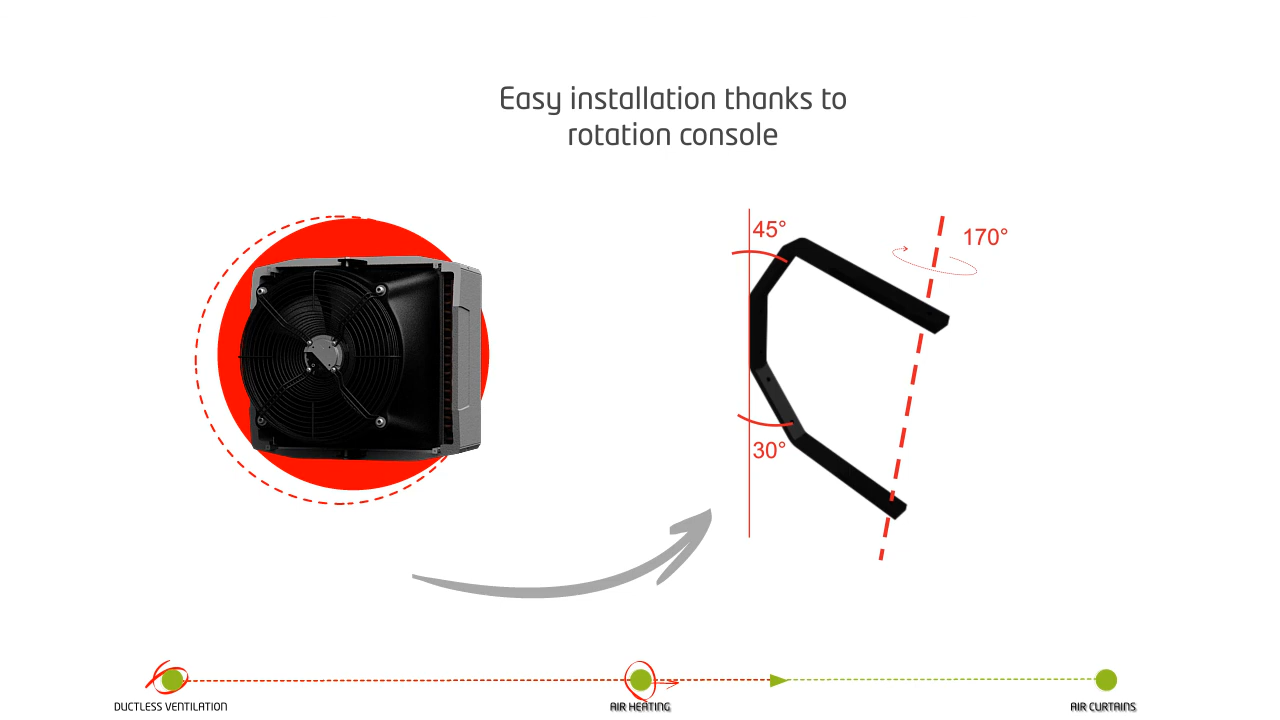 Easy installation thanks to
rotation console
45°
170°
30°
DUCTLESS VENTILATION
AIR HEATING
AIR CURTAINS